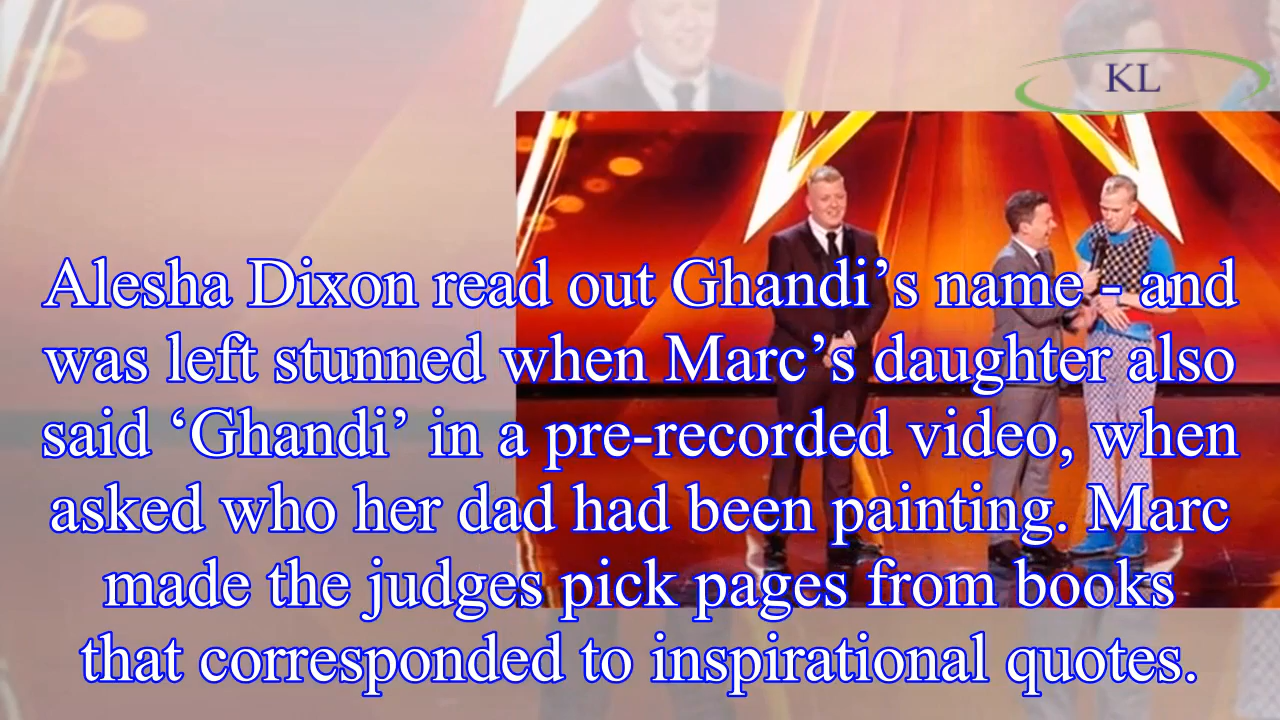 KL
Alesha Dixon read out Ghandi’s name - and
was left stunned when Marc’s daughter also
said ‘Ghandi’ in a pre-recorded video, when
asked who her dad had been painting. Marc
made the judges pick pages from books
that corresponded to inspirational quotes.